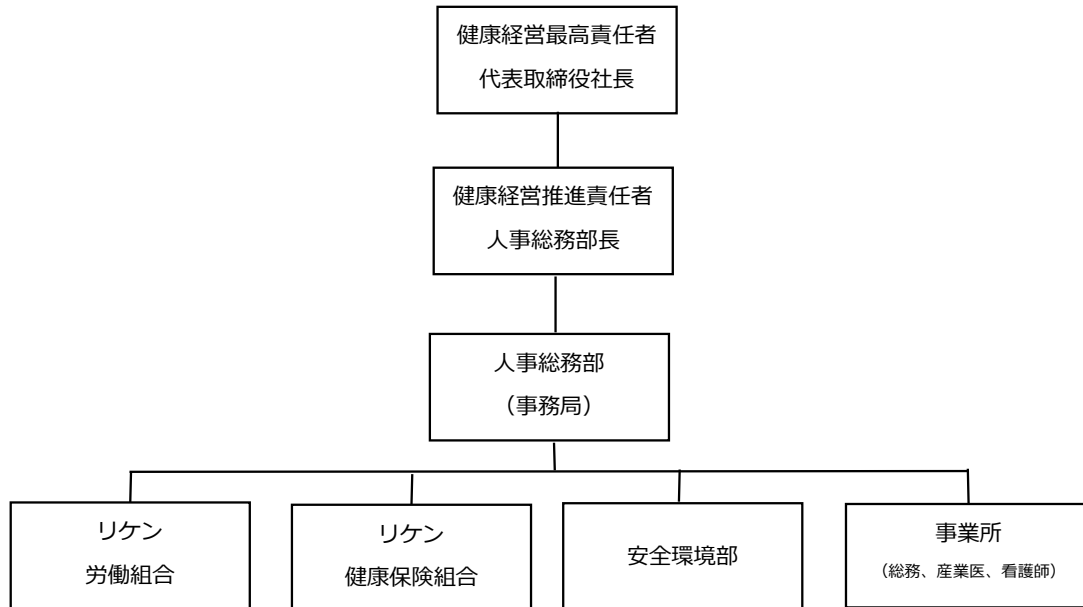 健康経営最高責任者
代表取締役社長
健康経営推進責任者
人事総務部長
人事総務部
（事務局）
リケン
労働組合
リケン
健康保険組合
安全環境部
事業所
（総務、産業医、看護師）